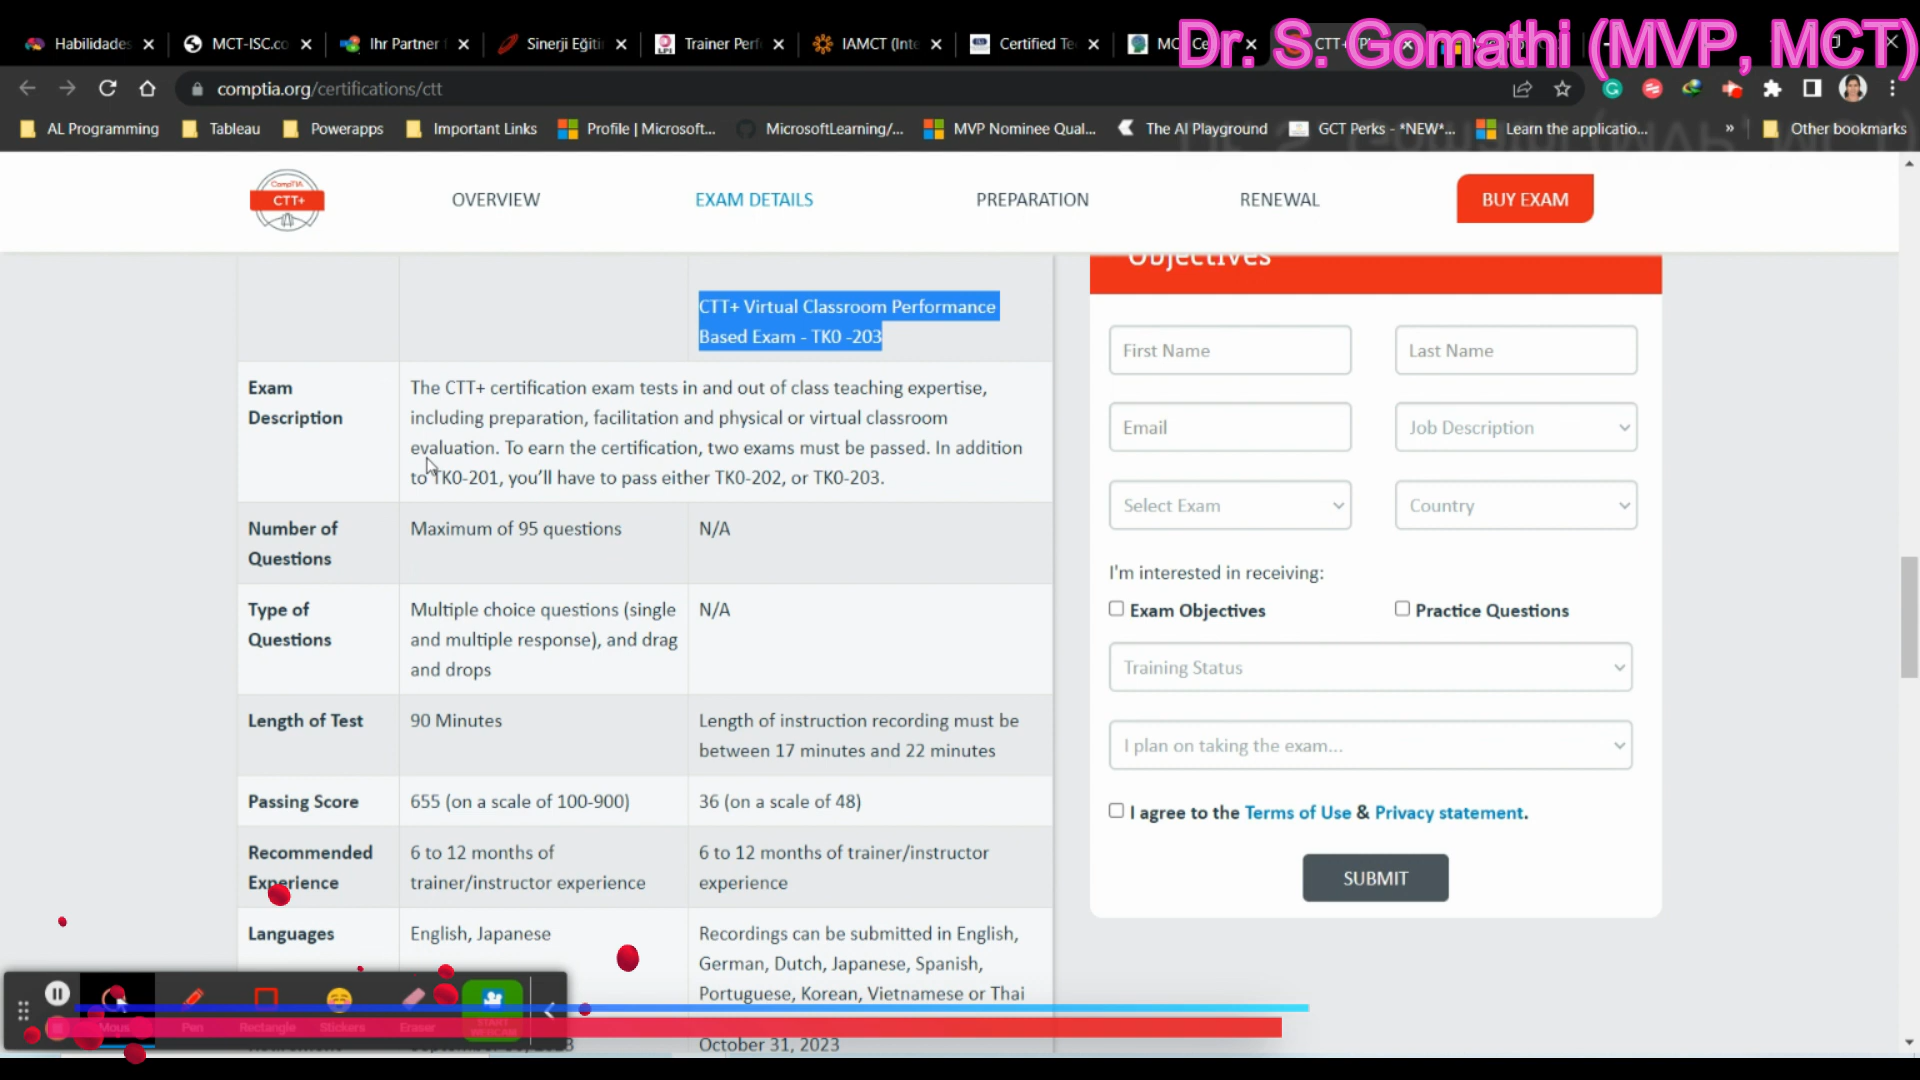 Habilidades
MCT-ISC.co
Ihr Partner
Sinerji Eğiti
Trainer Perf
IAMCT (Inte
Certified Te
CTT+
Dr. S. Gomathi (MVP, MCT)
comptia.org/certifications/ctt
AL Programming
Tableau
Powerapps
Important Links
Profile | Microsoft...
MicrosoftLearning/...
MVP Nominee Qual...
The AI Playground
GCT Perks - *NEW*...
Learn the applicatio...
»
Other bookmarks
CompTIA
CTT+
OVERVIEW
EXAM DETAILS
PREPARATION
RENEWAL
BUY EXAM
CTT+ Virtual Classroom Performance
Based Exam - TK0 -203
Exam
Description
The CTT+ certification exam tests in and out of class teaching expertise,
including preparation, facilitation and physical or virtual classroom
evaluation. To earn the certification, two exams must be passed. In addition
to TK0-201, you'll have to pass either TK0-202, or TK0-203.
Number of
Questions
Maximum of 95 questions
N/A
Type of
Questions
Multiple choice questions (single
and multiple response), and drag
and drops
N/A
Length of Test
90 Minutes
Length of instruction recording must be
between 17 minutes and 22 minutes
Passing Score
655 (on a scale of 100-900)
36 (on a scale of 48)
Recommended
Experience
6 to 12 months of
trainer/instructor experience
6 to 12 months of trainer/instructor
experience
Languages
English, Japanese
Recordings can be submitted in English,
German, Dutch, Japanese, Spanish,
Portuguese, Korean, Vietnamese or Thai
October 31, 2023
Objectives
First Name
Last Name
Email
Job Description
Select Exam
Country
I'm interested in receiving:
Exam Objectives
Practice Questions
Training Status
I plan on taking the exam...
I agree to the Terms of Use & Privacy statement.
SUBMIT
Mous
Pen
Rectangle
Stickers
Eraser
START
WEBCAM